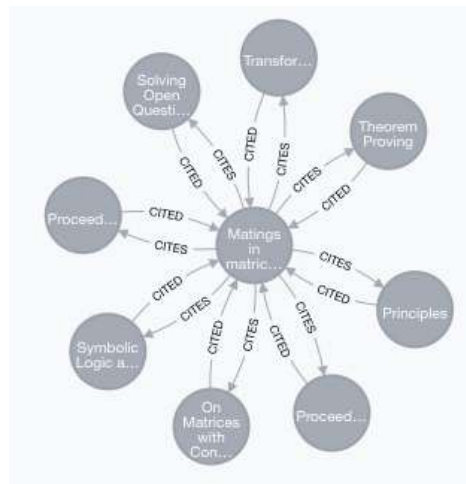 Transfor...
Solving
Open
Questi...
Theorem
Proving
CITED
CITES
CITED
CITES
CITES
CITED
Proceed...
CITED
CITES
Matings
in
matric...
CITES
CITED
Principles
Symbolic
Logic a...
CITED
CITES
CITED
CITES
CITED
CITES
On
Matrices
with
Con...
Proceed...